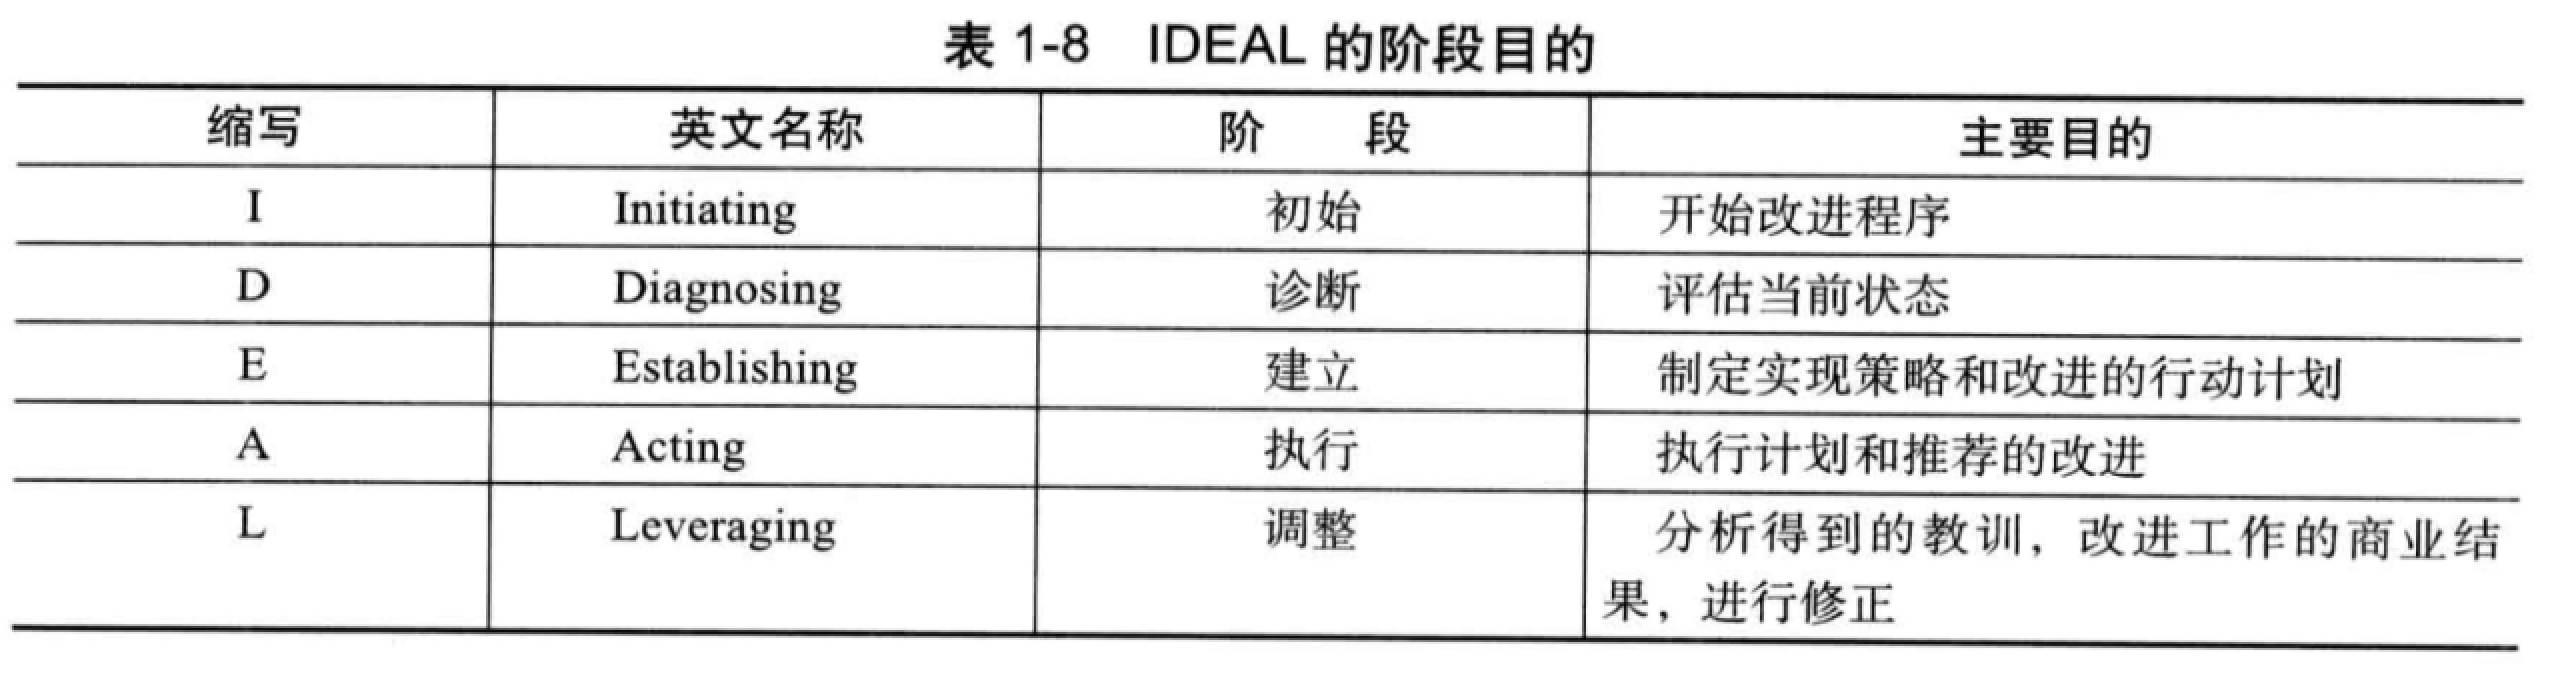 表 1-8 IDEAL 的阶段目的
缩写 英文名称 阶 段 主要目的
I Initiating 初始 开始改进程序
D Diagnosing 诊断 评估当前状态
E Establishing 建立 制定实现策略和改进的行动计划
A Acting 执行 执行计划和推荐的改进
L Leveraging 调整 分析得到的教训，改进工作的商业结
果，进行修正